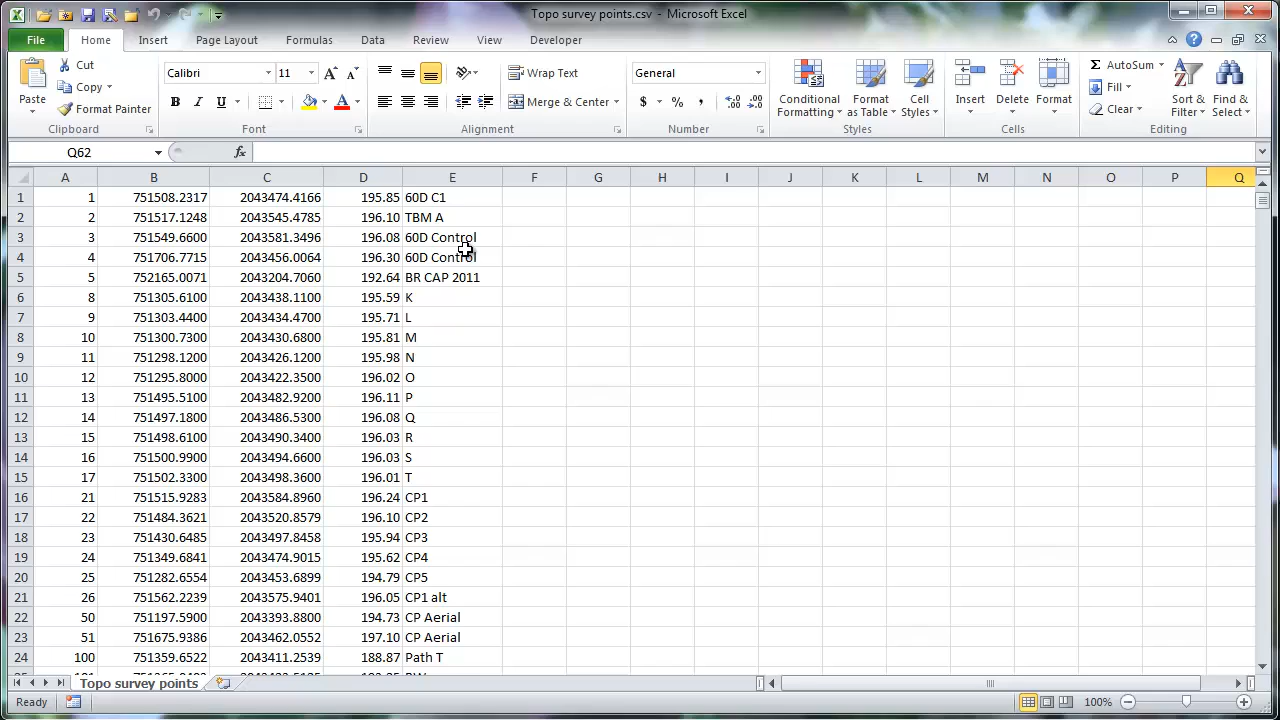 Topo survey points.csv - Microsoft Excel
File Home Insert Page Layout Formulas Data Review View Developer
Paste Cut Copy Format Painter Clipboard
Calibri 11 B I U A Font
Wrap Text Merge & Center Alignment
General $ % , Number
Conditional Formatting Format as Table Cell Styles Styles
Insert Delete Format Cells
Σ AutoSum Fill Clear Sort & Filter Find & Select Editing
Q62 fx
A B C D E F G H I J K L M N O P Q
1 1 751508.2317 2043474.4166 195.85 60D C1
2 2 751517.1248 2043545.4785 196.10 TBM A
3 3 751549.6600 2043581.3496 196.08 60D Control
4 4 751706.7715 2043456.0064 196.30 60D Control
5 5 752165.0071 2043204.7060 192.64 BR CAP 2011
6 8 751305.6100 2043438.1100 195.59 K
7 9 751303.4400 2043434.4700 195.71 L
8 10 751300.7300 2043430.6800 195.81 M
9 11 751298.1200 2043426.1200 195.98 N
10 12 751295.8000 2043422.3500 196.02 O
11 13 751495.5100 2043482.9200 196.11 P
12 14 751497.1800 2043486.5300 196.08 Q
13 15 751498.6100 2043490.3400 196.03 R
14 16 751500.9900 2043494.6600 196.03 S
15 17 751502.3300 2043498.3600 196.01 T
16 21 751515.9283 2043584.8960 196.24 CP1
17 22 751484.3621 2043520.8579 196.10 CP2
18 23 751430.6485 2043497.8458 195.94 CP3
19 24 751349.6841 2043474.9015 195.62 CP4
20 25 751282.6554 2043453.6899 194.79 CP5
21 26 751562.2239 2043575.9401 196.05 CP1 alt
22 50 751197.5900 2043393.8800 194.73 CP Aerial
23 51 751675.9386 2043462.0552 197.10 CP Aerial
24 100 751359.6522 2043411.2539 188.87 Path T
Topo survey points
Ready 100%